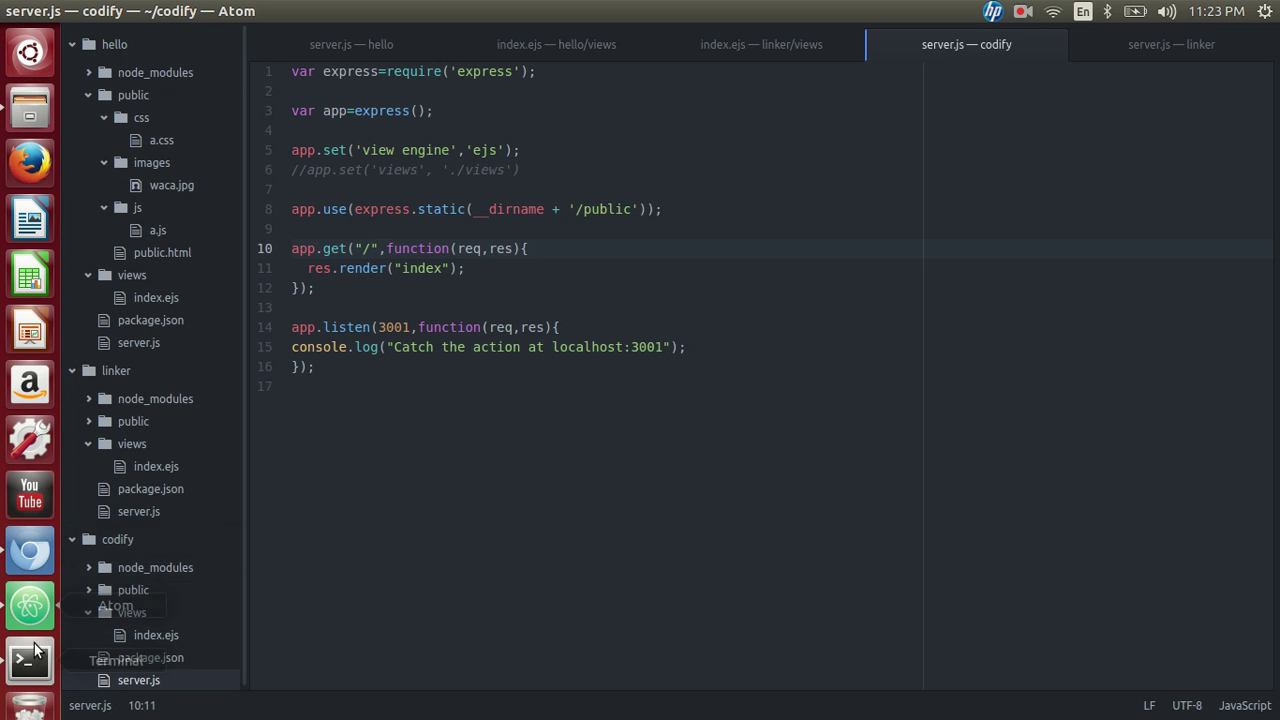 server.js — codify — ~/codify — Atom
hp
En
11:23 PM
hello
node_modules
public
css
a.css
images
waca.jpg
js
a.js
public.html
views
index.ejs
package.json
server.js
linker
node_modules
public
views
index.ejs
package.json
server.js
codify
node_modules
public
views
index.ejs
package.json
server.js
Atom
Terminal
a
You
Tube
>_
server.js — hello
index.ejs — hello/views
index.ejs — linker/views
server.js — codify
server.js — linker
1 var express=require('express');
2
3 var app=express();
4
5 app.set('view engine','ejs');
6 //app.set('views', './views')
7
8 app.use(express.static(__dirname + '/public'));
9
10 app.get("/",function(req,res){
11 res.render("index");
12 });
13
14 app.listen(3001,function(req,res){
15 console.log("Catch the action at localhost:3001");
16 });
17
server.js 10:11
LF UTF-8 JavaScript